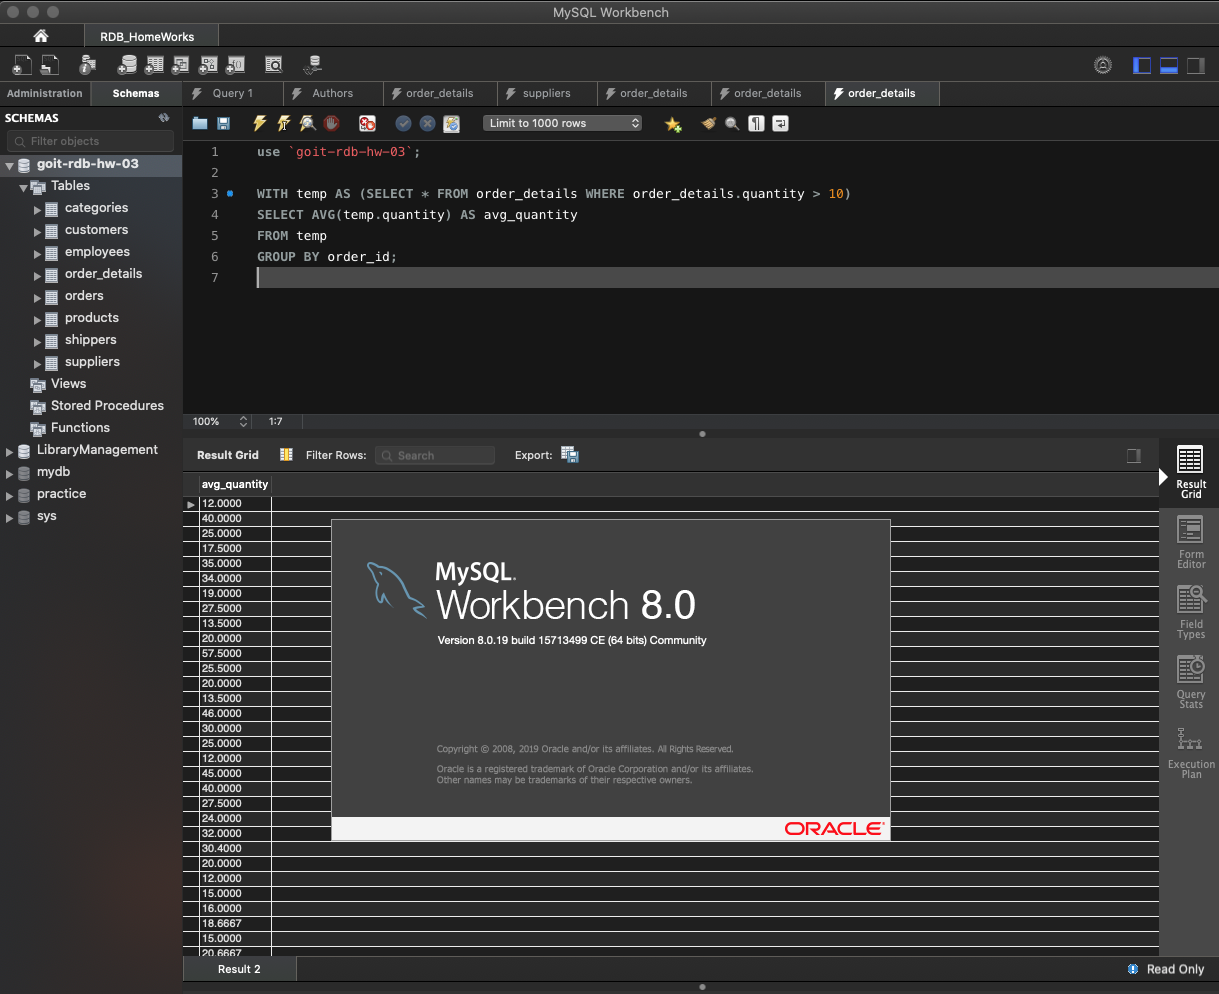 MySQL Workbench
RDB_HomeWorks
Administration
Schemas
Query 1
Authors
order_details
suppliers
order_details
order_details
order_details
SCHEMAS
Filter objects
goit-rdb-hw-03
Tables
categories
customers
employees
order_details
orders
products
shippers
suppliers
Views
Stored Procedures
Functions
LibraryManagement
mydb
practice
sys
Limit to 1000 rows
1 use `goit-rdb-hw-03`;
2
3 WITH temp AS (SELECT * FROM order_details WHERE order_details.quantity > 10)
4 SELECT AVG(temp.quantity) AS avg_quantity
5 FROM temp
6 GROUP BY order_id;
7
100% 1:7
Result Grid Filter Rows: Search Export:
avg_quantity
12.0000
40.0000
25.0000
17.5000
35.0000
34.0000
19.0000
27.5000
13.5000
20.0000
57.5000
25.5000
20.0000
13.5000
46.0000
30.0000
25.0000
12.0000
45.0000
40.0000
27.5000
24.0000
32.0000
30.4000
20.0000
12.0000
15.0000
16.0000
18.6667
15.0000
20.6667
MySQL.
Workbench 8.0
Version 8.0.19 build 15713499 CE (64 bits) Community
Copyright © 2008, 2019 Oracle and/or its affiliates. All Rights Reserved.
Oracle is a registered trademark of Oracle Corporation and/or its affiliates.
Other names may be trademarks of their respective owners.
ORACLE
Result
Grid
Form
Editor
Field
Types
Query
Stats
Execution
Plan
Result 2
Read Only